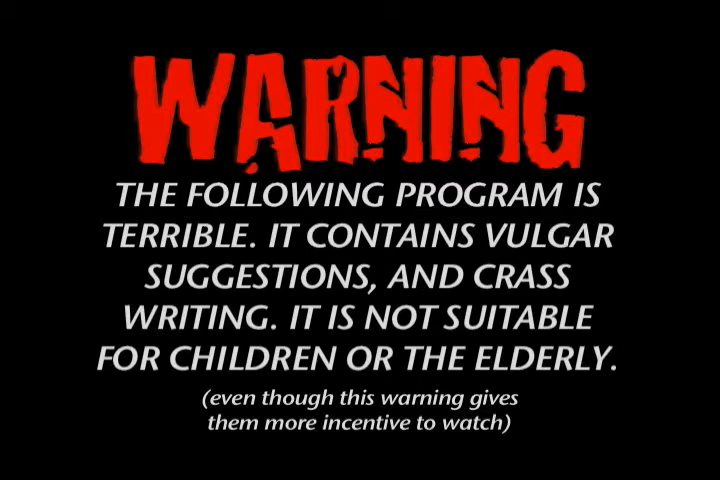 WARNING
THE FOLLOWING PROGRAM IS
TERRIBLE. IT CONTAINS VULGAR
SUGGESTIONS, AND CRASS
WRITING. IT IS NOT SUITABLE
FOR CHILDREN OR THE ELDERLY.
(even though this warning gives
them more incentive to watch)